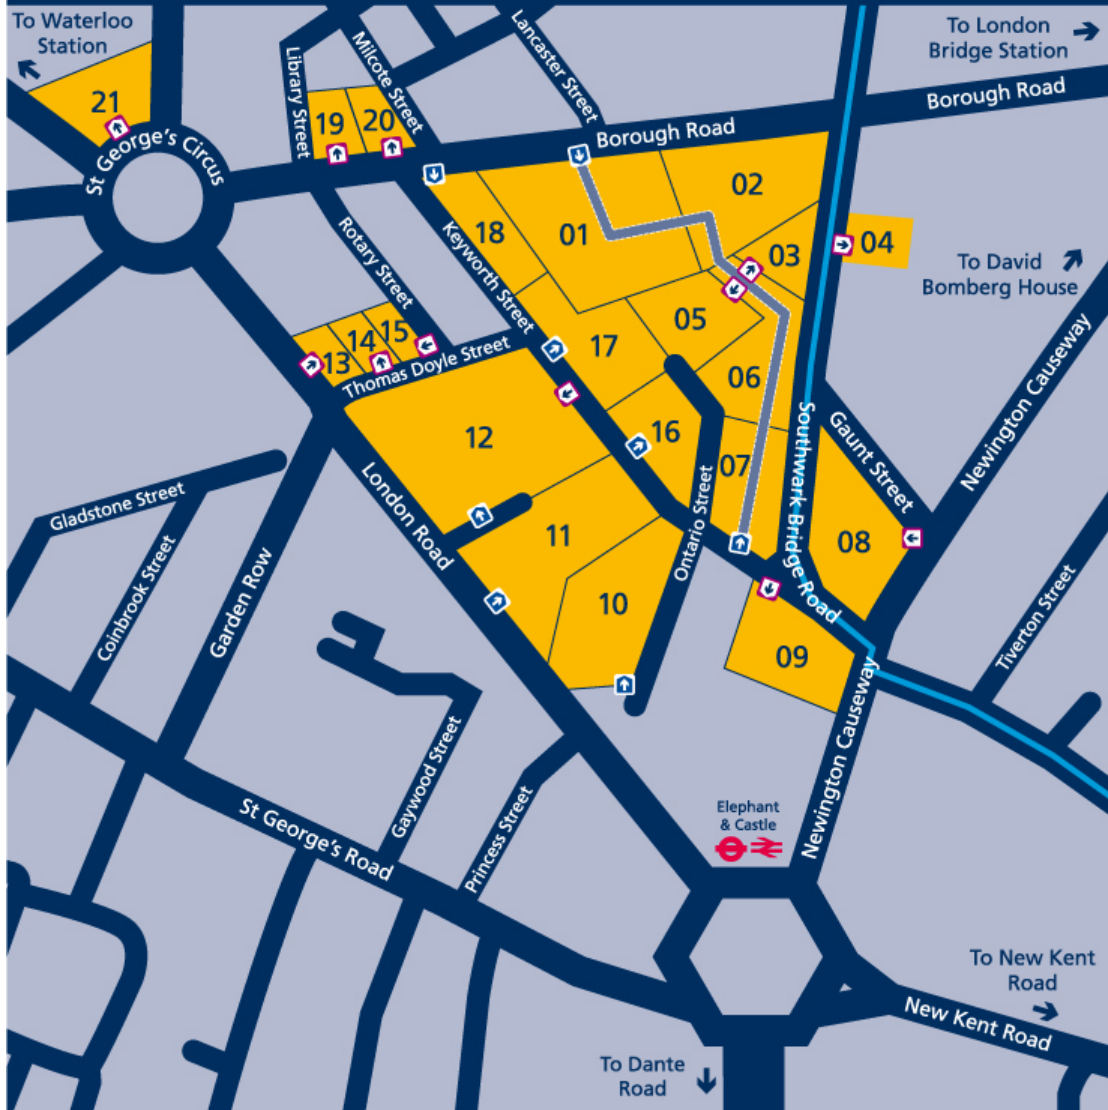 To Waterloo
Station
To London
Bridge Station
Library Street
Milcote Street
Lancaster Street
Borough Road
Borough Road
21
19
20
St George's Circus
02
01
18
03
04
Keyworth Street
Rotary Street
To David
Bomberg House
05
17
15
14
13
Thomas Doyle Street
06
Newington Causeway
Gaunt Street
Southwark Bridge Road
16
12
07
London Road
Gladstone Street
Ontario Street
11
08
Coinbrook Street
Garden Row
10
Tiverton Street
09
Gaywood Street
Newington Causeway
Princess Street
St George's Road
Elephant
& Castle
To New Kent
Road
New Kent Road
To Dante
Road